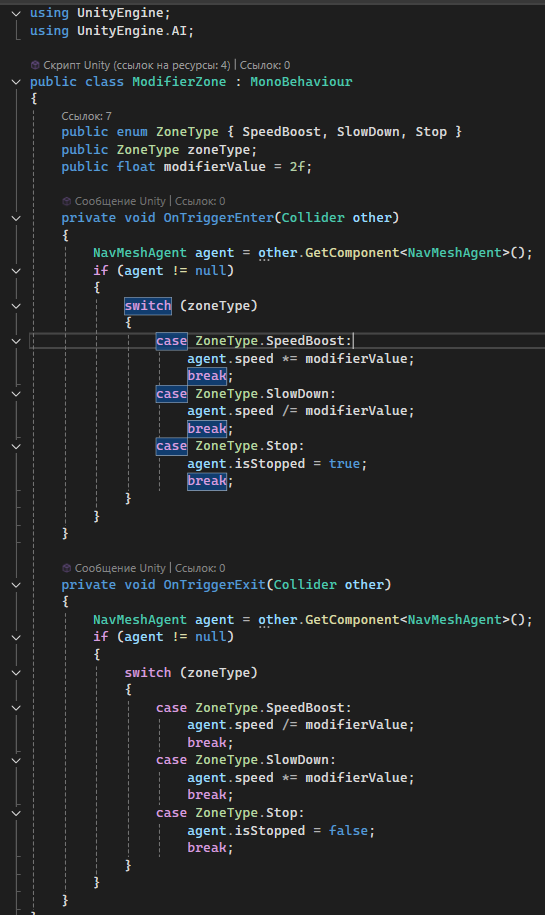 using UnityEngine;
using UnityEngine.AI;
Скрипт Unity (ссылок на ресурсы: 4) | Ссылок: 0
public class ModifierZone : MonoBehaviour
{
Ссылок: 7
public enum ZoneType { SpeedBoost, SlowDown, Stop }
public ZoneType zoneType;
public float modifierValue = 2f;
Сообщение Unity | Ссылок: 0
private void OnTriggerEnter(Collider other)
{
NavMeshAgent agent = other.GetComponent<NavMeshAgent>();
if (agent != null)
{
switch (zoneType)
{
case ZoneType.SpeedBoost:
agent.speed *= modifierValue;
break;
case ZoneType.SlowDown:
agent.speed /= modifierValue;
break;
case ZoneType.Stop:
agent.isStopped = true;
break;
}
}
}
Сообщение Unity | Ссылок: 0
private void OnTriggerExit(Collider other)
{
NavMeshAgent agent = other.GetComponent<NavMeshAgent>();
if (agent != null)
{
switch (zoneType)
{
case ZoneType.SpeedBoost:
agent.speed /= modifierValue;
break;
case ZoneType.SlowDown:
agent.speed *= modifierValue;
break;
case ZoneType.Stop:
agent.isStopped = false;
break;
}
}
}
}